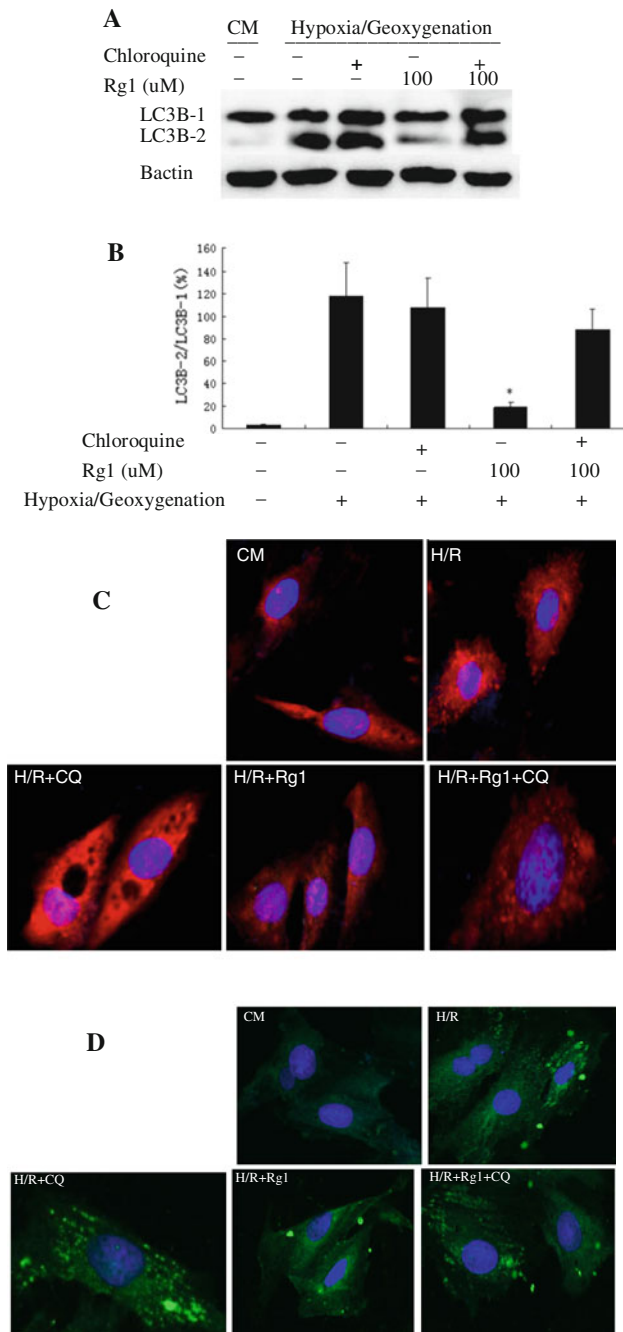 A
CM Hypoxia/Geoxygenation
Chloroquine – – + – +
Rg1 (uM) – – – 100 100
LC3B-1
LC3B-2
Bactin
B
LC3B-2/LC3B-1(%)
160
140
120
100
80
60
40
20
0
*
Chloroquine – – + – +
Rg1 (uM) – – – 100 100
Hypoxia/Geoxygenation – + + + +
C
CM
H/R
H/R+CQ
H/R+Rg1
H/R+Rg1+CQ
D
CM
H/R
H/R+CQ
H/R+Rg1
H/R+Rg1+CQ